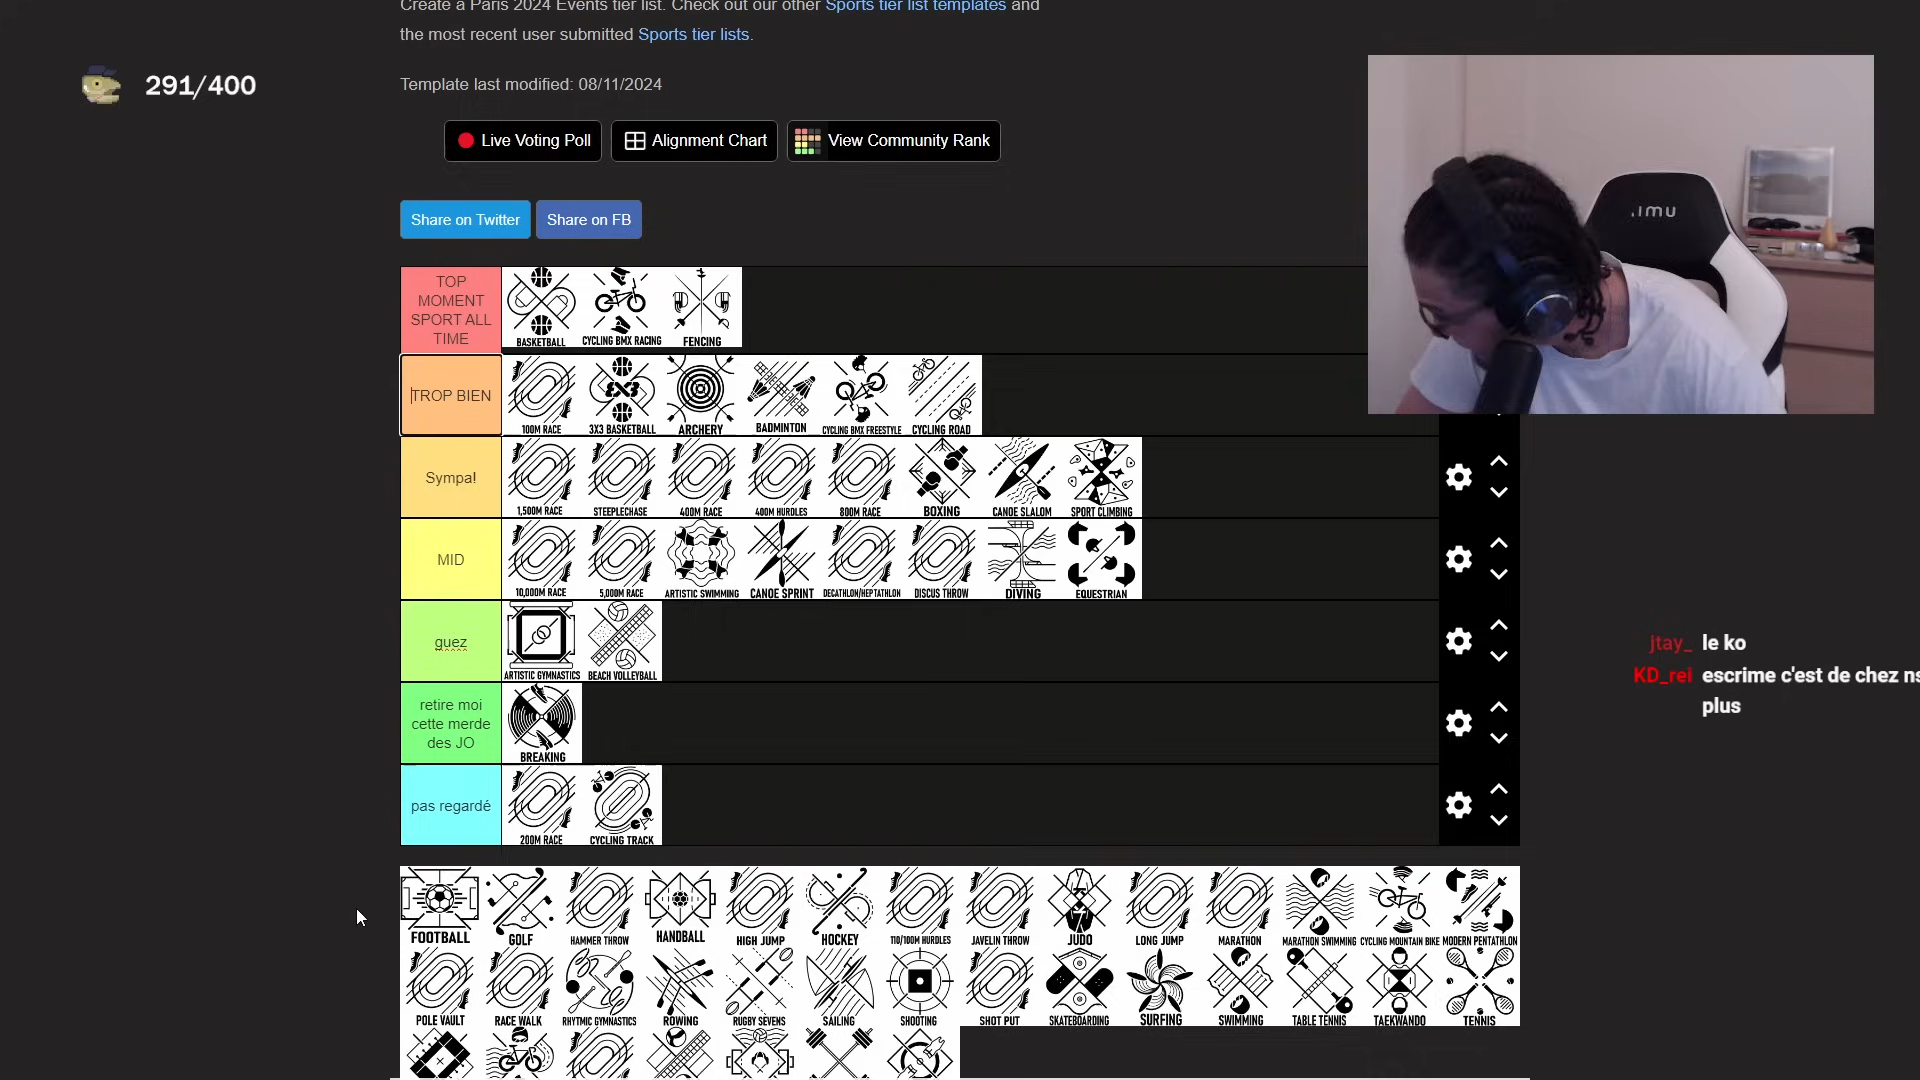 Create a Paris 2024 Events tier list. Check out our other Sports tier list templates and
the most recent user submitted Sports tier lists.
291/400
Template last modified: 08/11/2024
Live Voting Poll
Alignment Chart
View Community Rank
Share on Twitter
Share on FB
.imu
TOP
MOMENT
SPORT ALL
TIME
BASKETBALL
CYCLING BMX RACING
FENCING
TROP BIEN
100M RACE
3X3
3X3 BASKETBALL
ARCHERY
BADMINTON
CYCLING BMX FREESTYLE
CYCLING ROAD
Sympa!
1,500M RACE
STEEPLECHASE
400M RACE
400M HURDLES
800M RACE
BOXING
CANOE SLALOM
SPORT CLIMBING
MID
10,000M RACE
5,000M RACE
ARTISTIC SWIMMING
CANOE SPRINT
DECATHLON/HEPTATHLON
DISCUS THROW
DIVING
EQUESTRIAN
guez
ARTISTIC GYMNASTICS
BEACH VOLLEYBALL
jtay_ le ko
KD_rel escrime c'est de chez ns
plus
retire moi
cette merde
des JO
BREAKING
pas regardé
200M RACE
CYCLING TRACK
FOOTBALL
GOLF
HAMMER THROW
HANDBALL
HIGH JUMP
HOCKEY
110/100M HURDLES
JAVELIN THROW
JUDO
LONG JUMP
MARATHON
MARATHON SWIMMING
CYCLING MOUNTAIN BIKE
MODERN PENTATHLON
POLE VAULT
RACE WALK
RHYTMIC GYMNASTICS
ROWING
RUGBY SEVENS
SAILING
SHOOTING
SHOT PUT
SKATEBOARDING
SURFING
SWIMMING
TABLE TENNIS
TAEKWANDO
TENNIS